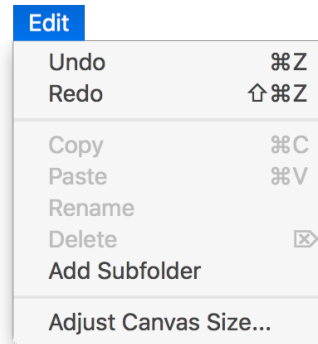 Edit
Undo ⌘Z
Redo ⇧⌘Z
Copy ⌘C
Paste ⌘V
Rename
Delete ⌦
Add Subfolder
Adjust Canvas Size...